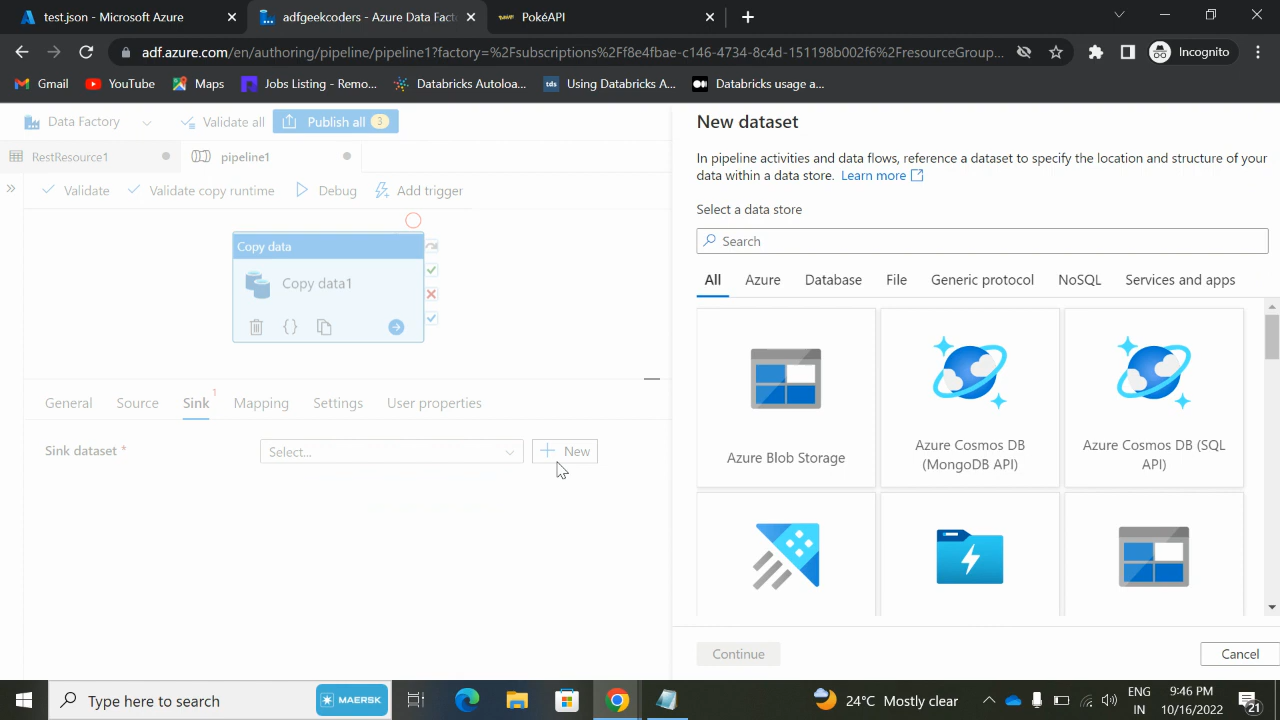 test.json - Microsoft Azure
adfgeekcoders - Azure Data Fact
PokéAPI
adf.azure.com/en/authoring/pipeline/pipeline1?factory=%2Fsubscriptions%2Ff8e4fbae-c146-4734-8c4d-151198b002f6%2FresourceGroup...
Incognito
Gmail
YouTube
Maps
Jobs Listing - Remo...
Databricks Autoloa...
tds
Using Databricks A...
Databricks usage a...
Data Factory
Validate all
Publish all 3
RestResource1
pipeline1
Validate
Validate copy runtime
Debug
Add trigger
Copy data
Copy data1
General
Source
Sink 1
Mapping
Settings
User properties
Sink dataset *
Select...
New
New dataset
In pipeline activities and data flows, reference a dataset to specify the location and structure of your
data within a data store. Learn more
Select a data store
Search
All
Azure
Database
File
Generic protocol
NoSQL
Services and apps
Azure Blob Storage
Azure Cosmos DB
(MongoDB API)
Azure Cosmos DB (SQL
API)
Continue
Cancel
Type here to search
MAERSK
24°C Mostly clear
ENG
IN
9:46 PM
10/16/2022
21